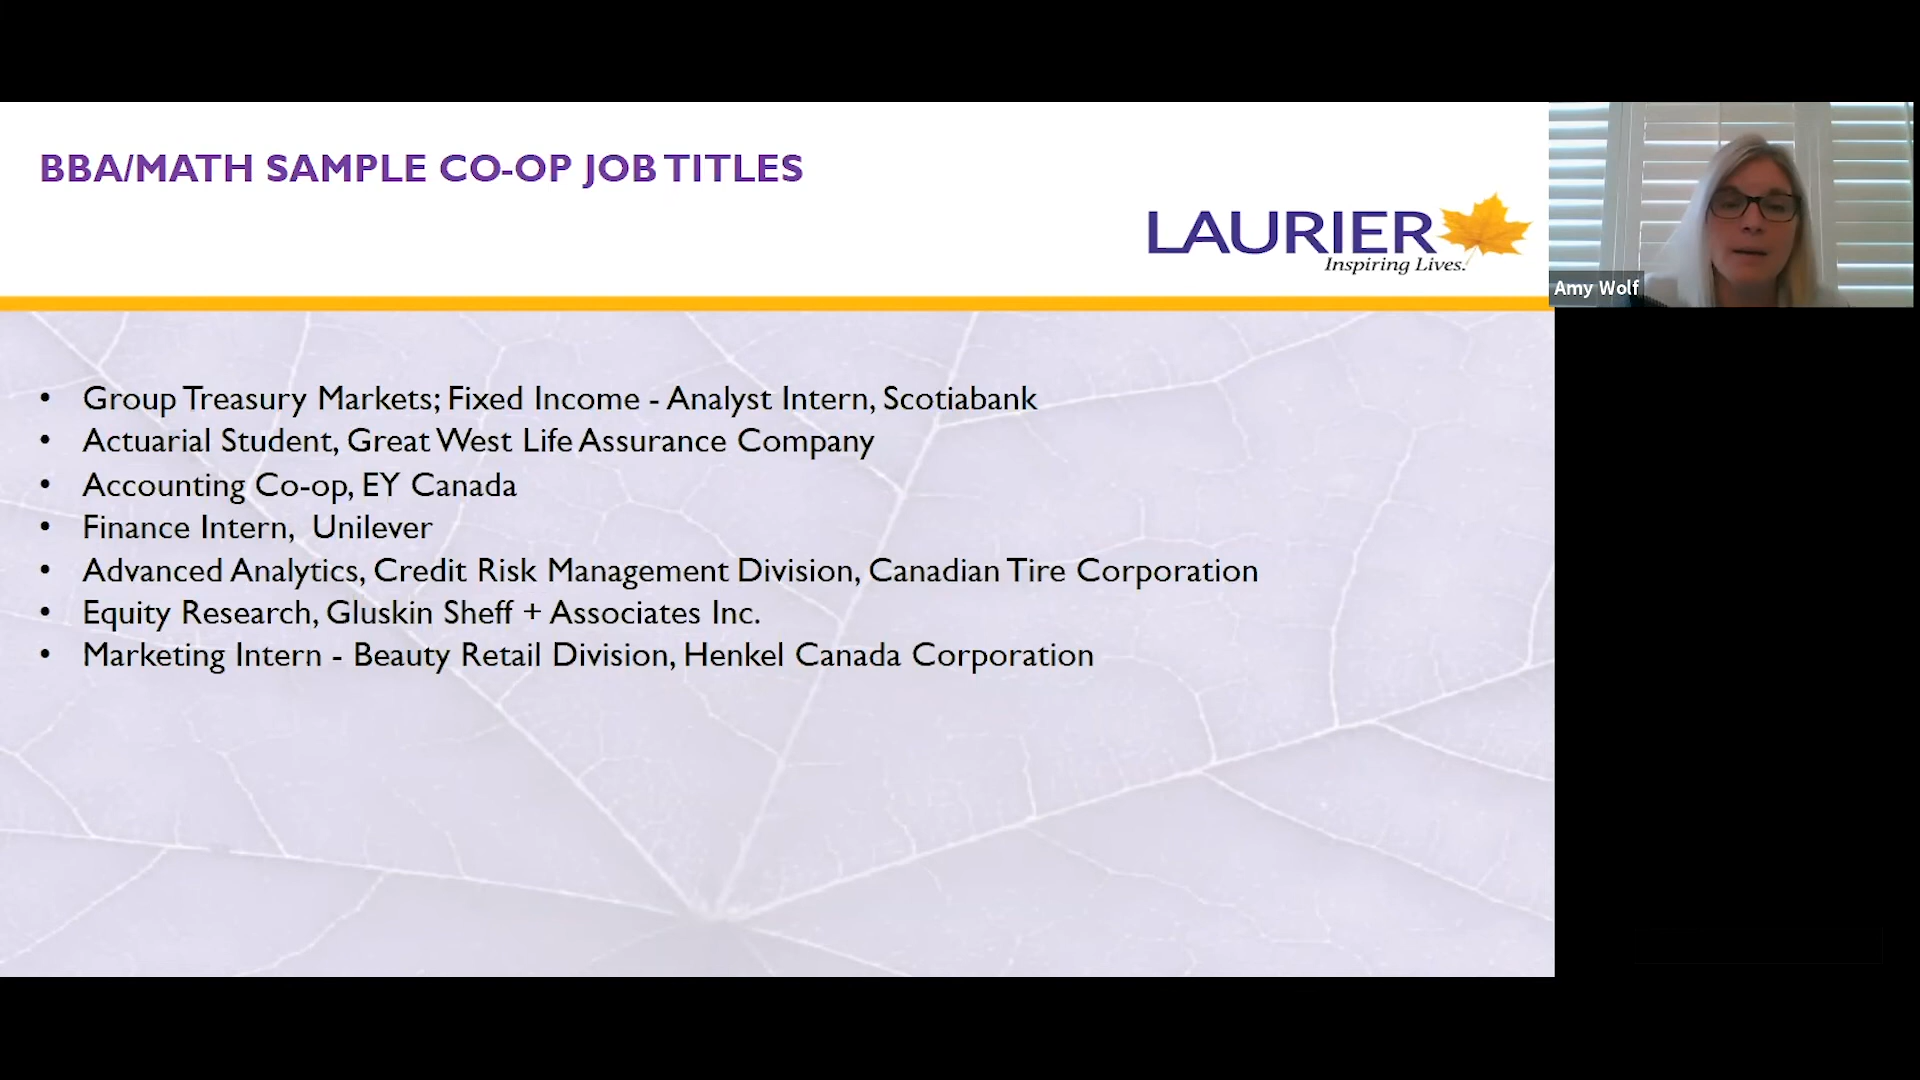 BBA/MATH SAMPLE CO-OP JOB TITLES
LAURIER
Inspiring Lives.
Amy Wolf
• Group Treasury Markets; Fixed Income - Analyst Intern, Scotiabank
• Actuarial Student, Great West Life Assurance Company
• Accounting Co-op, EY Canada
• Finance Intern,  Unilever
• Advanced Analytics, Credit Risk Management Division, Canadian Tire Corporation
• Equity Research, Gluskin Sheff + Associates Inc.
• Marketing Intern - Beauty Retail Division, Henkel Canada Corporation